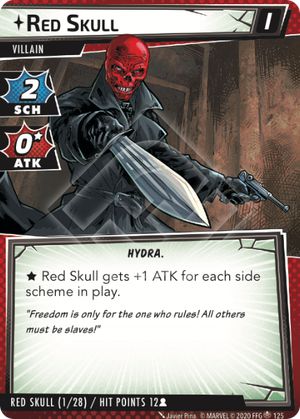 RED SKULL
I
VILLAIN
2
SCH
0★
ATK
HYDRA.
★ Red Skull gets +1 ATK for each side
scheme in play.
"Freedom is only for the one who rules! All others
must be slaves!"
RED SKULL (1/28) / HIT POINTS 12
Javier Pina © MARVEL © 2020 FFG 125